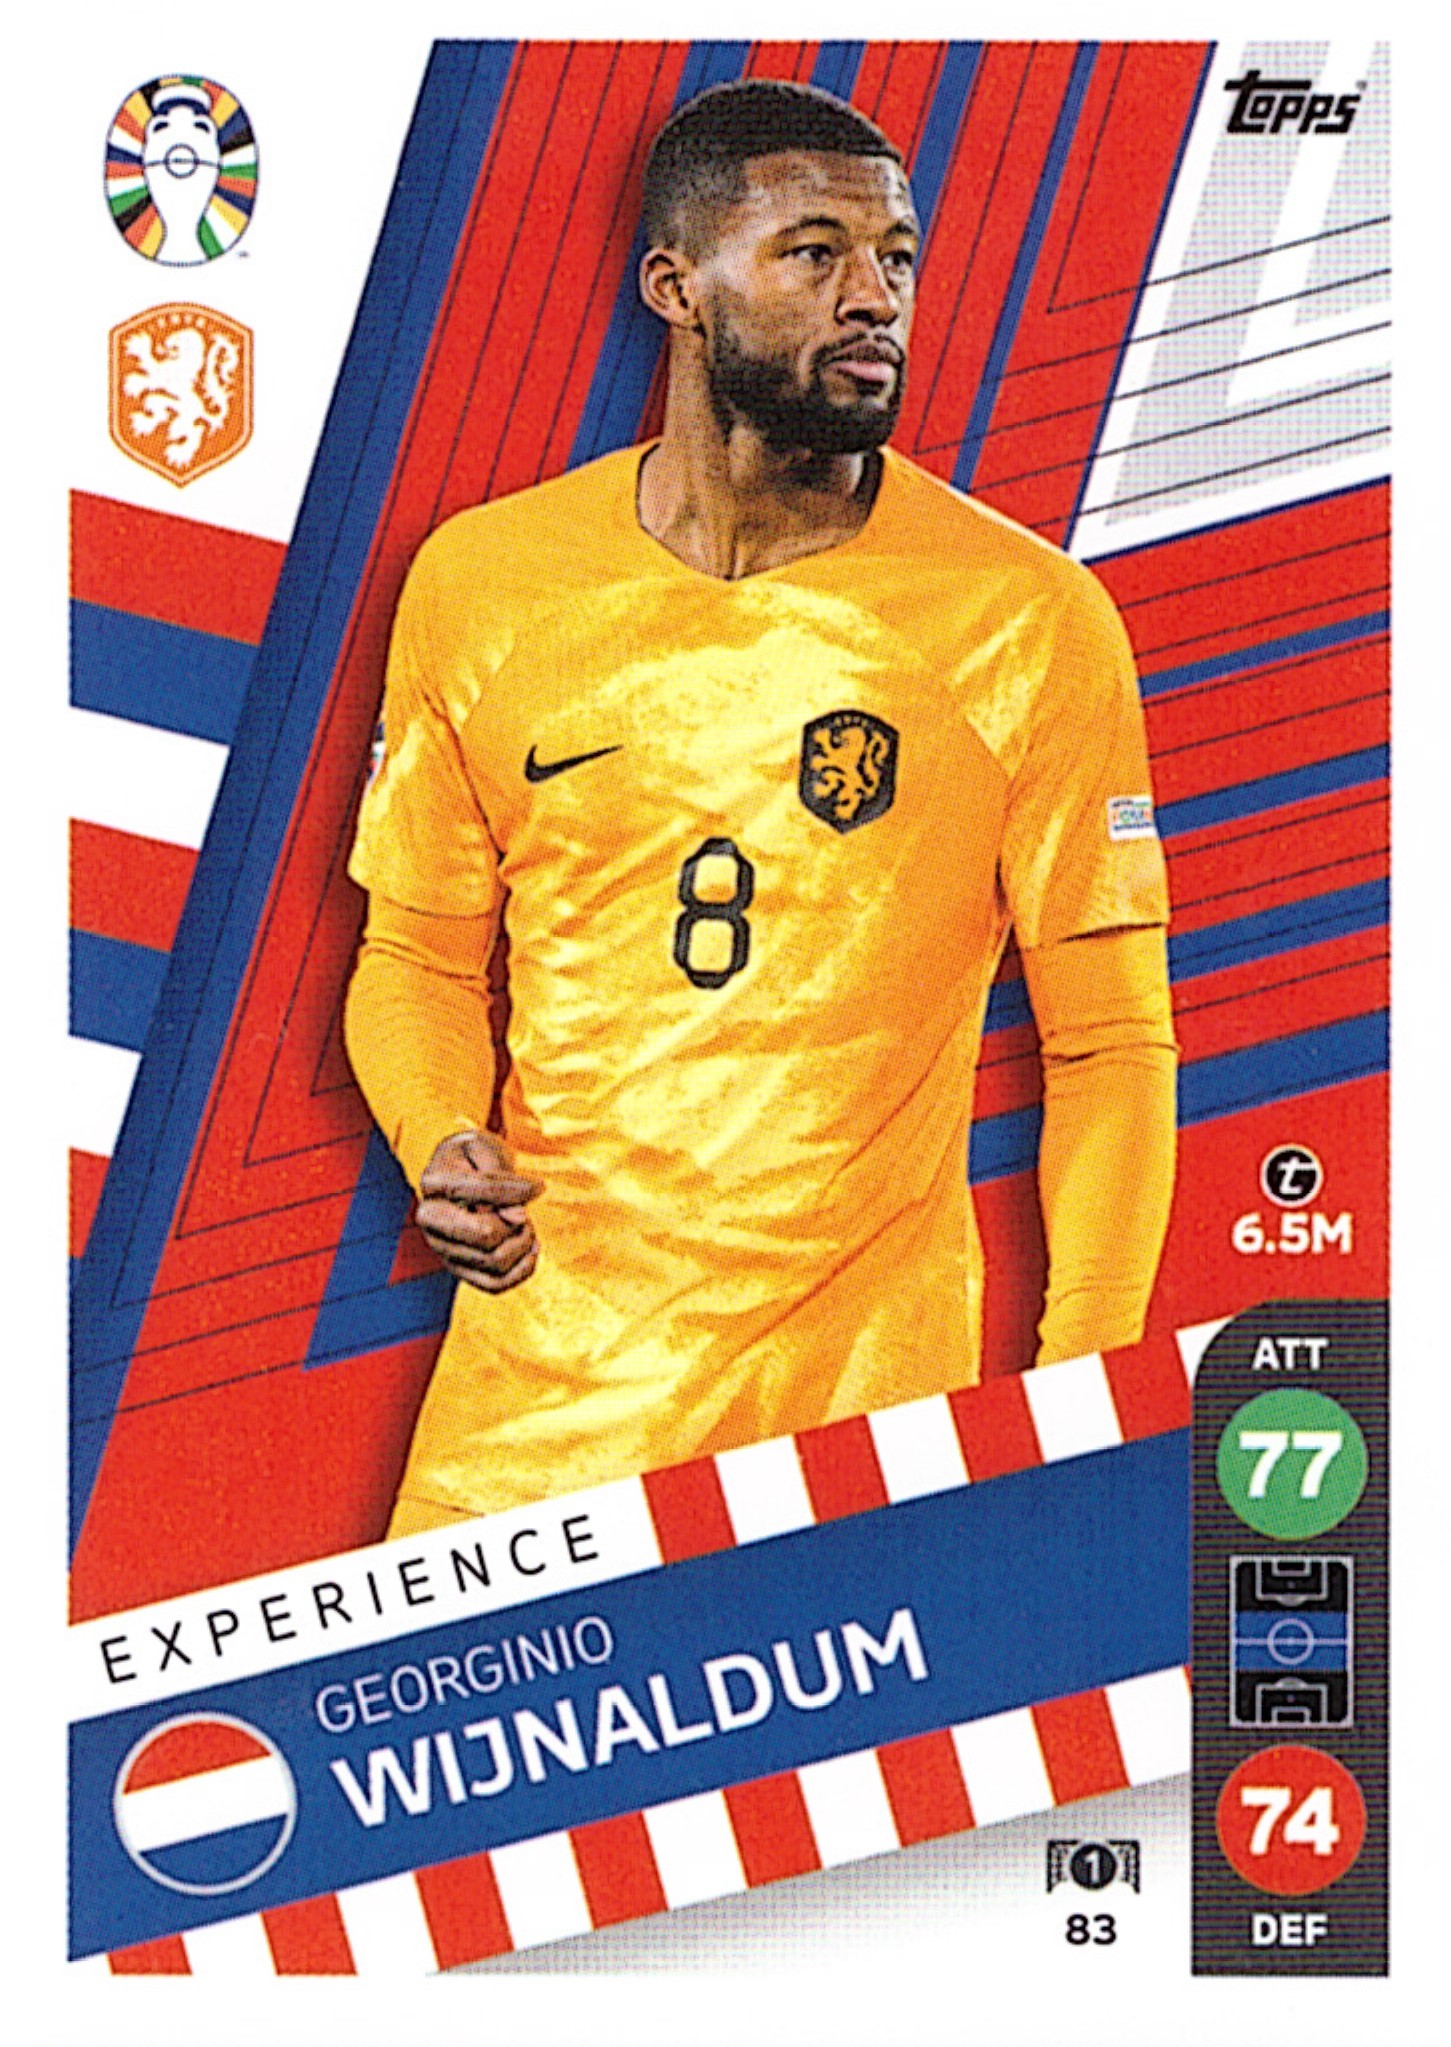 topps
8
6.5M
ATT
77
EXPERIENCE
GEORGINIO
WIJNALDUM
74
DEF
1
83